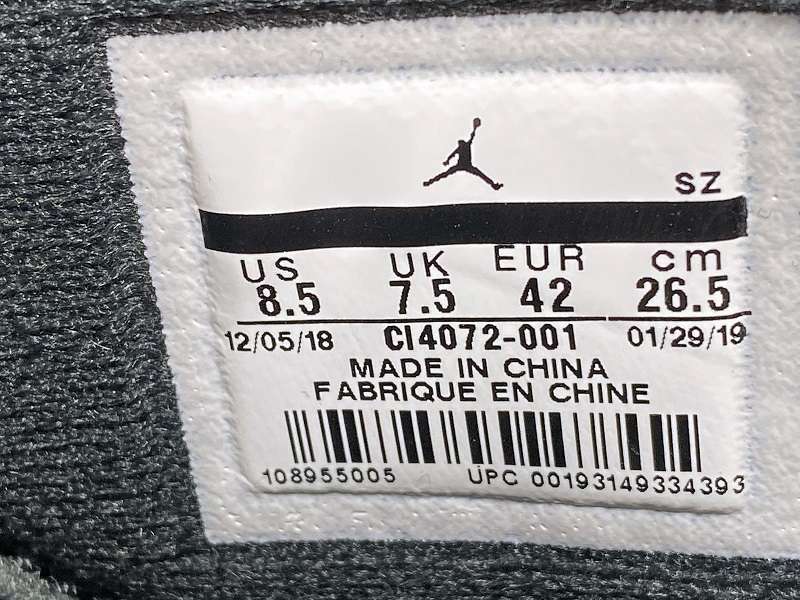 SZ
US UK EUR cm
8.5 7.5 42 26.5
12/05/18 CI4072-001 01/29/19
MADE IN CHINA
FABRIQUE EN CHINE
108955005 UPC 00193149334393